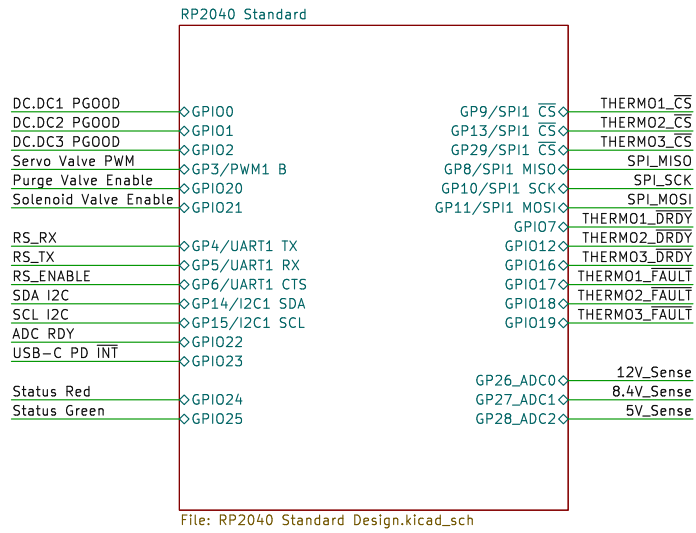 RP2040 Standard
DC.DC1 PGOOD
GPIO0
DC.DC2 PGOOD
GPIO1
DC.DC3 PGOOD
GPIO2
Servo Valve PWM
GP3/PWM1 B
Purge Valve Enable
GPIO20
Solenoid Valve Enable
GPIO21
RS_RX
GP4/UART1 TX
RS_TX
GP5/UART1 RX
RS_ENABLE
GP6/UART1 CTS
SDA I2C
GP14/I2C1 SDA
SCL I2C
GP15/I2C1 SCL
ADC RDY
GPIO22
USB-C PD INT
GPIO23
Status Red
GPIO24
Status Green
GPIO25
GP9/SPI1 CS
THERMO1_CS
GP13/SPI1 CS
THERMO2_CS
GP29/SPI1 CS
THERMO3_CS
GP8/SPI1 MISO
SPI_MISO
GP10/SPI1 SCK
SPI_SCK
GP11/SPI1 MOSI
SPI_MOSI
GPIO7
THERMO1_DRDY
GPIO12
THERMO2_DRDY
GPIO16
THERMO3_DRDY
GPIO17
THERMO1_FAULT
GPIO18
THERMO2_FAULT
GPIO19
THERMO3_FAULT
GP26_ADC0
12V_Sense
GP27_ADC1
8.4V_Sense
GP28_ADC2
5V_Sense
File: RP2040 Standard Design.kicad_sch